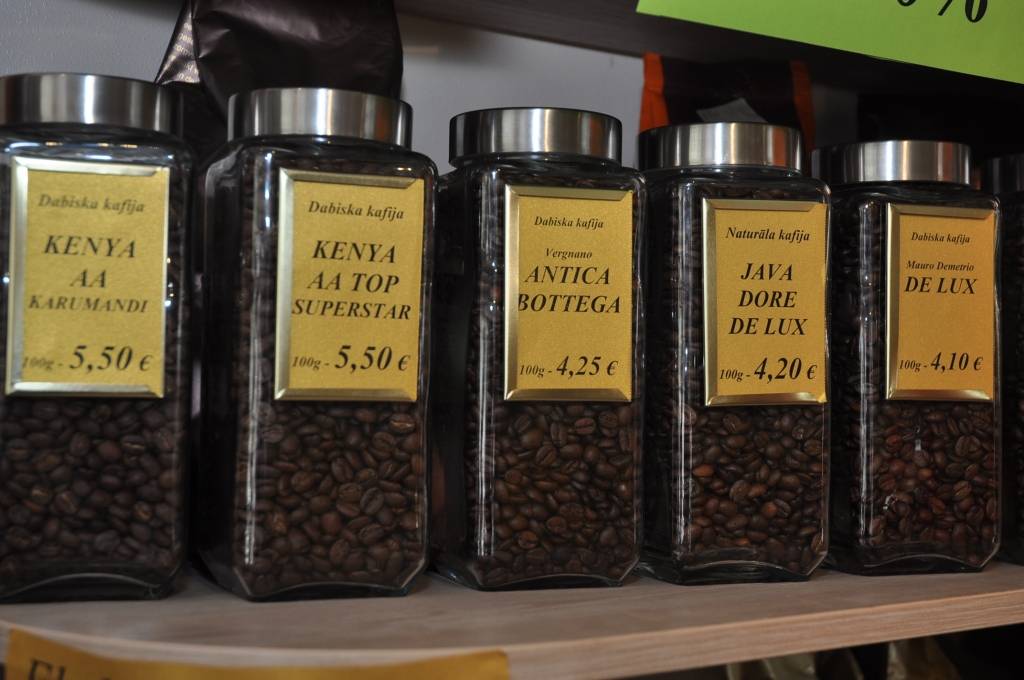 Dabiska kafija
KENYA
AA
KARUMANDI
100g - 5,50 €
Dabiska kafija
KENYA
AA TOP
SUPERSTAR
100g - 5,50 €
Dabiska kafija
Vergnano
ANTICA
BOTTEGA
100g - 4,25 €
Naturāla kafija
JAVA
DORE
DE LUX
100g - 4,20 €
Dabiska kafija
Mauro Demetrio
DE LUX
100g - 4,10 €
%